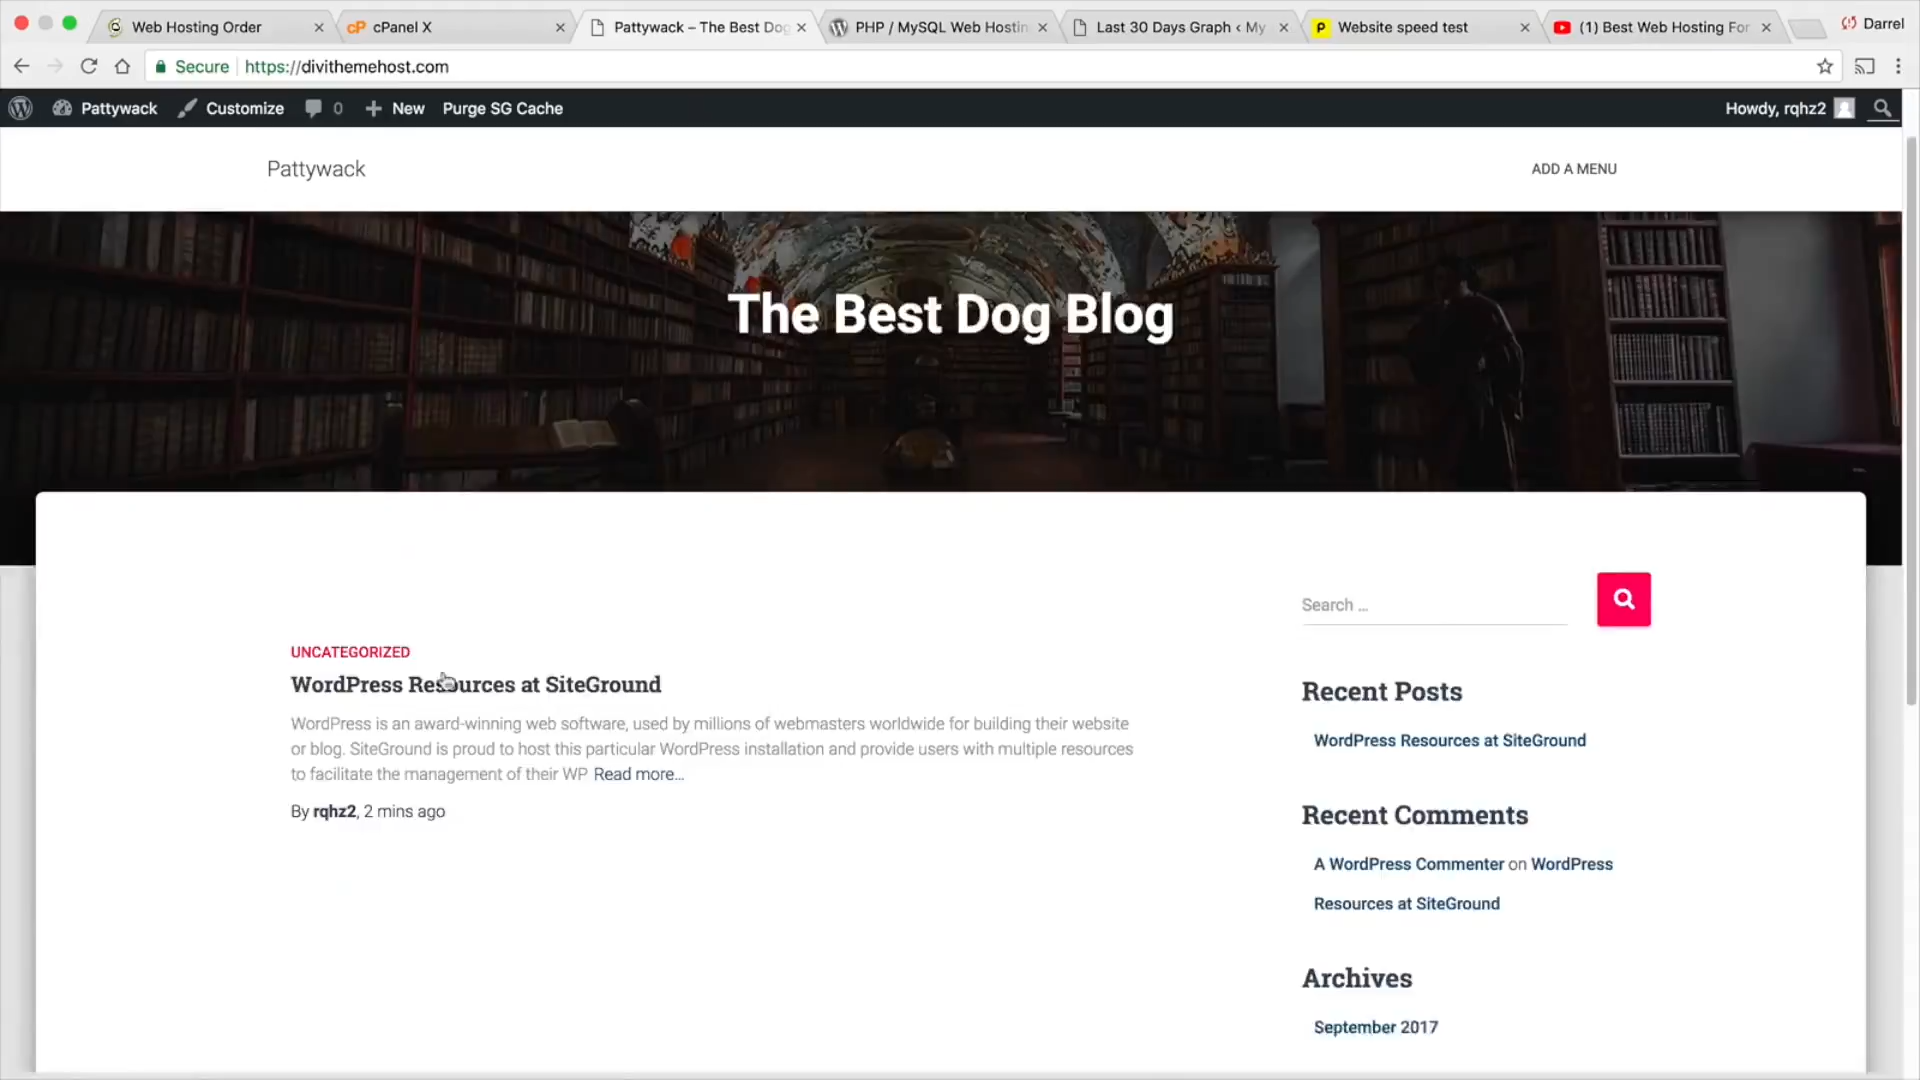 Web Hosting Order
cPanel X
Pattywack – The Best Dog
PHP / MySQL Web Hostin
Last 30 Days Graph ‹ My
Website speed test
(1) Best Web Hosting For
Darrel
Secure https://divithemehost.com
Pattywack Customize 0 New Purge SG Cache Howdy, rqhz2
Pattywack ADD A MENU
The Best Dog Blog
UNCATEGORIZED
WordPress Resources at SiteGround
WordPress is an award-winning web software, used by millions of webmasters worldwide for building their website
or blog. SiteGround is proud to host this particular WordPress installation and provide users with multiple resources
to facilitate the management of their WP Read more…
By rqhz2, 2 mins ago
Search …
Recent Posts
WordPress Resources at SiteGround
Recent Comments
A WordPress Commenter on WordPress
Resources at SiteGround
Archives
September 2017